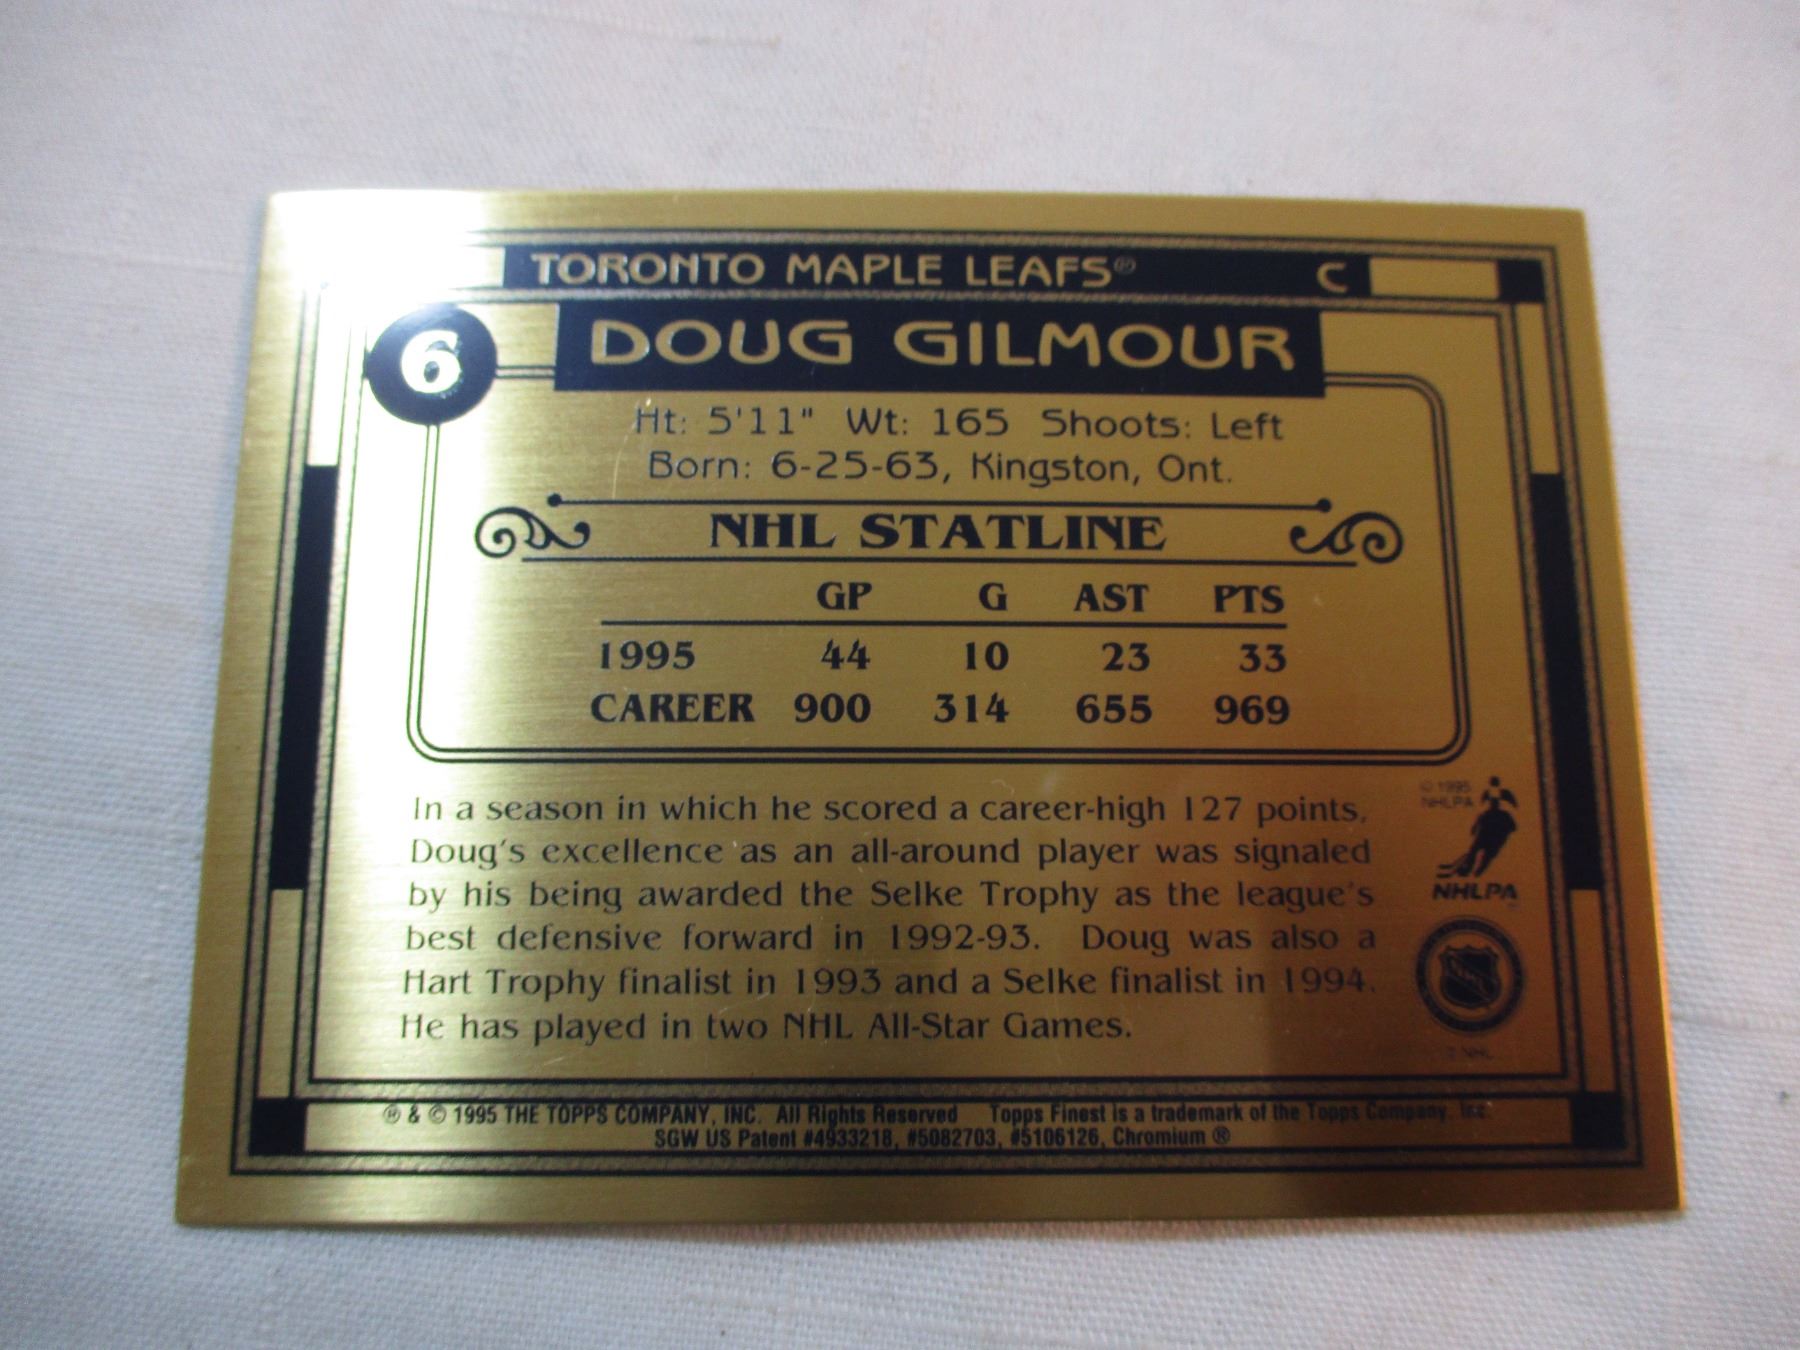 TORONTO MAPLE LEAFS® C
6 DOUG GILMOUR
Ht: 5'11" Wt: 165 Shoots: Left
Born: 6-25-63, Kingston, Ont.
NHL STATLINE
GP G AST PTS
1995 44 10 23 33
CAREER 900 314 655 969
In a season in which he scored a career-high 127 points,
Doug's excellence as an all-around player was signaled
by his being awarded the Selke Trophy as the league's
best defensive forward in 1992-93. Doug was also a
Hart Trophy finalist in 1993 and a Selke finalist in 1994.
He has played in two NHL All-Star Games.
© 1995
NHLPA
NHLPA
NHL
® & © 1995 THE TOPPS COMPANY, INC. All Rights Reserved Topps Finest is a trademark of the Topps Company, Inc.
SGW US Patent #4933218, #5082703, #5106126, Chromium ®